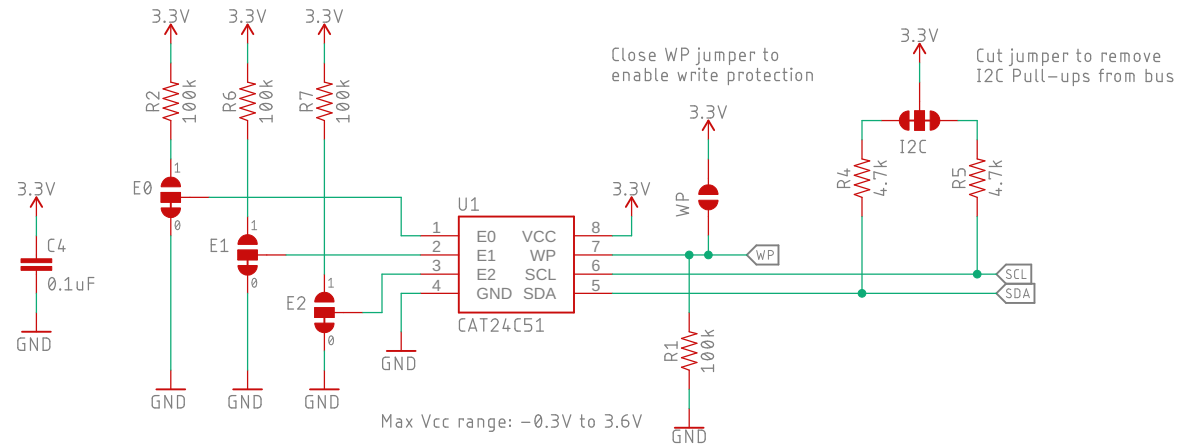 3.3V
3.3V
3.3V
R2
100k
R6
100k
R7
100k
Close WP jumper to
enable write protection
3.3V
Cut jumper to remove
I2C Pull-ups from bus
3.3V
I2C
R4
4.7k
R5
4.7k
3.3V
C4
0.1uF
GND
E0
1
0
E1
1
0
E2
1
0
GND
GND
GND
U1
1
2
3
4
E0
E1
E2
GND
VCC
WP
SCL
SDA
8
7
6
5
CAT24C51
GND
3.3V
WP
WP
SCL
SDA
R1
100k
GND
Max Vcc range: -0.3V to 3.6V